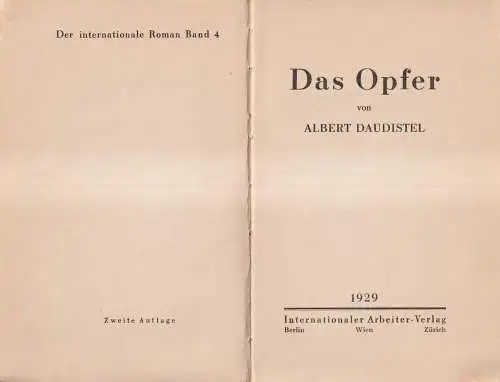 Der internationale Roman Band 4
Zweite Auflage
Das Opfer
von
ALBERT DAUDISTEL
1929
Internationaler Arbeiter-Verlag
Berlin Wien Zürich